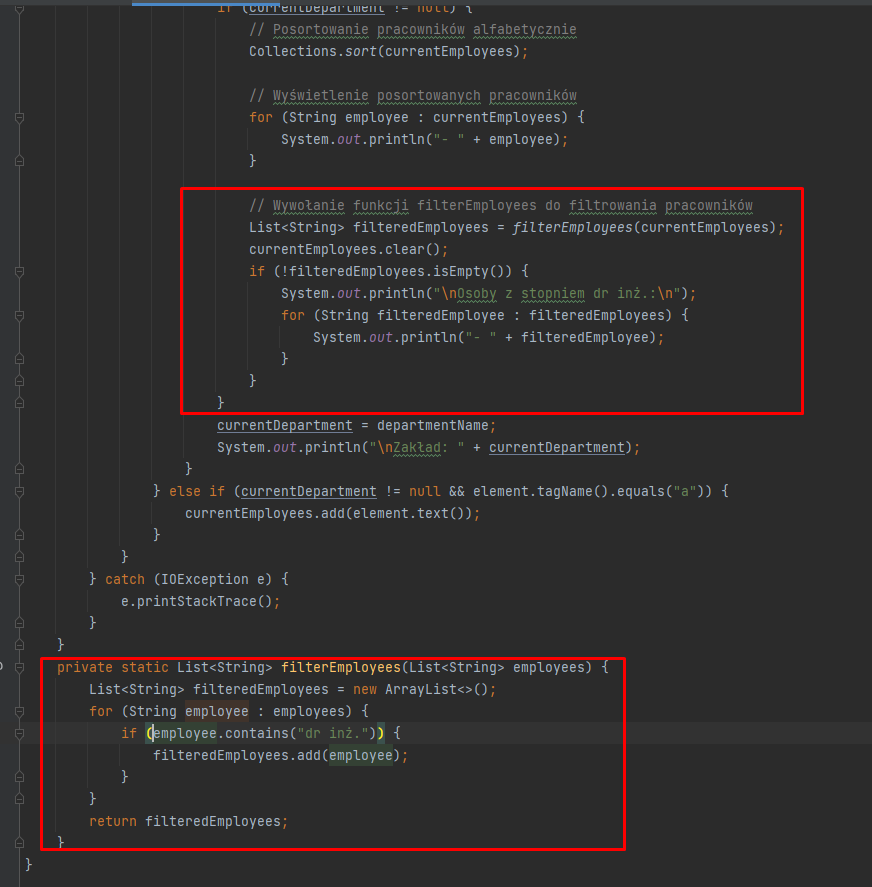 if (currentDepartment != null) {
// Posortowanie pracowników alfabetycznie
Collections.sort(currentEmployees);
// Wyświetlenie posortowanych pracowników
for (String employee : currentEmployees) {
System.out.println("- " + employee);
}
// Wywołanie funkcji filterEmployees do filtrowania pracowników
List<String> filteredEmployees = filterEmployees(currentEmployees);
currentEmployees.clear();
if (!filteredEmployees.isEmpty()) {
System.out.println("\nOsoby z stopniem dr inż.:\n");
for (String filteredEmployee : filteredEmployees) {
System.out.println("- " + filteredEmployee);
}
}
}
currentDepartment = departmentName;
System.out.println("\nZakład: " + currentDepartment);
}
} else if (currentDepartment != null && element.tagName().equals("a")) {
currentEmployees.add(element.text());
}
}
} catch (IOException e) {
e.printStackTrace();
}
}
private static List<String> filterEmployees(List<String> employees) {
List<String> filteredEmployees = new ArrayList<>();
for (String employee : employees) {
if (employee.contains("dr inż.")) {
filteredEmployees.add(employee);
}
}
return filteredEmployees;
}
}